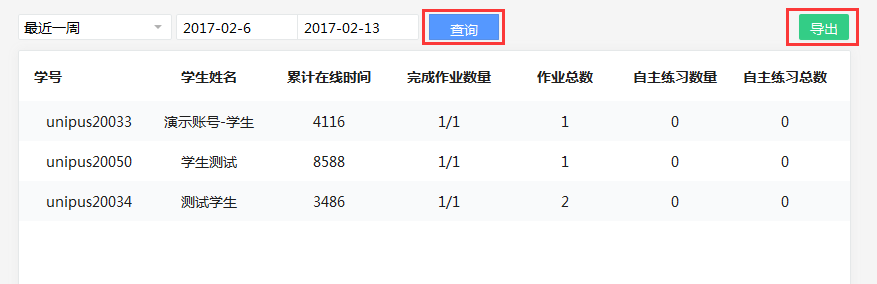 最近一周 2017-02-6 2017-02-13 查询 导出
学号 学生姓名 累计在线时间 完成作业数量 作业总数 自主练习数量 自主练习总数
unipus20033 演示账号-学生 4116 1/1 1 0 0
unipus20050 学生测试 8588 1/1 1 0 0
unipus20034 测试学生 3486 1/1 2 0 0